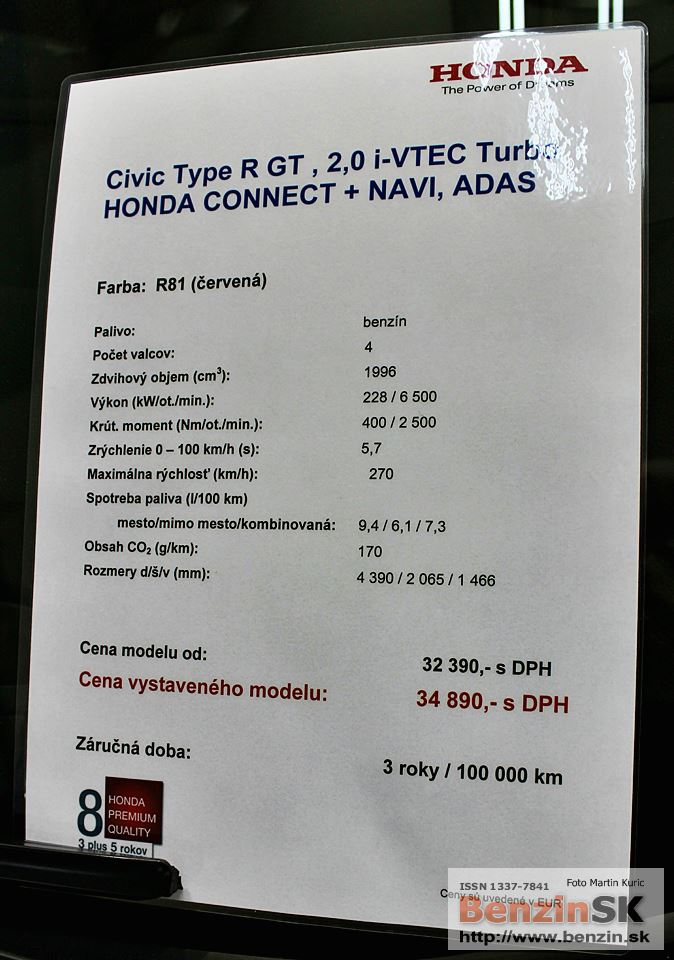 HONDA
The Power of Dreams
Civic Type R GT , 2,0 i-VTEC Turbo
HONDA CONNECT + NAVI, ADAS
Farba: R81 (červená)
Palivo: benzín
Počet valcov: 4
Zdvihový objem (cm³): 1996
Výkon (kW/ot./min.): 228 / 6 500
Krút. moment (Nm/ot./min.): 400 / 2 500
Zrýchlenie 0 – 100 km/h (s): 5,7
Maximálna rýchlosť (km/h): 270
Spotreba paliva (l/100 km)
mesto/mimo mesto/kombinovaná: 9,4 / 6,1 / 7,3
Obsah CO₂ (g/km): 170
Rozmery d/š/v (mm): 4 390 / 2 065 / 1 466
Cena modelu od: 32 390,- s DPH
Cena vystaveného modelu: 34 890,- s DPH
Záručná doba: 3 roky / 100 000 km
8 HONDA
PREMIUM
QUALITY
3 plus 5 rokov
Ceny sú uvedené v EUR
ISSN 1337-7841 Foto Martin Kuric
BenzinSK
http://www.benzin.sk